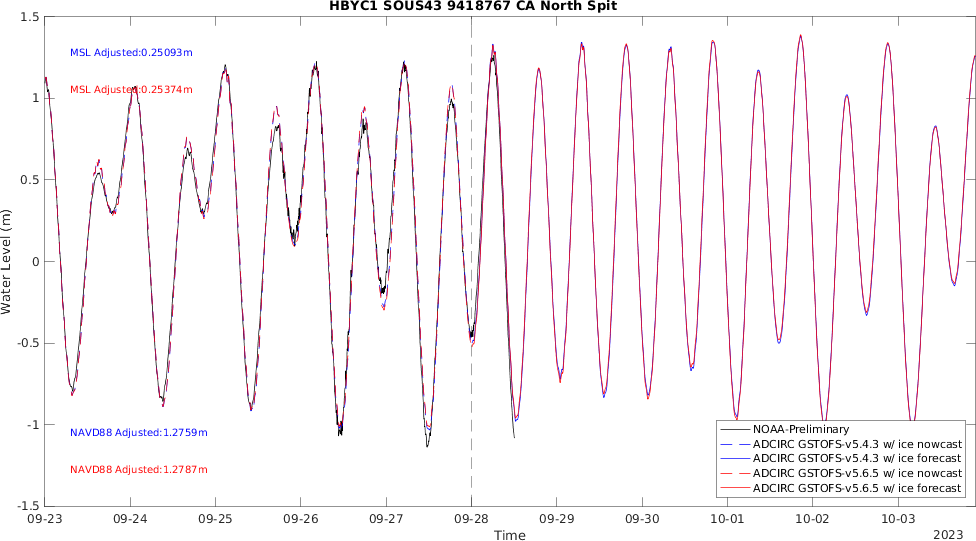 HBYC1 SOUS43 9418767 CA North Spit
1.5
MSL Adjusted:0.25093m
MSL Adjusted:0.25374m
1
0.5
Water Level (m)
0
-0.5
-1
NAVD88 Adjusted:1.2759m
NAVD88 Adjusted:1.2787m
NOAA-Preliminary
ADCIRC GSTOFS-v5.4.3 w/ ice nowcast
ADCIRC GSTOFS-v5.4.3 w/ ice forecast
ADCIRC GSTOFS-v5.6.5 w/ ice nowcast
ADCIRC GSTOFS-v5.6.5 w/ ice forecast
-1.5
09-23 09-24 09-25 09-26 09-27 09-28 09-29 09-30 10-01 10-02 10-03
Time
2023